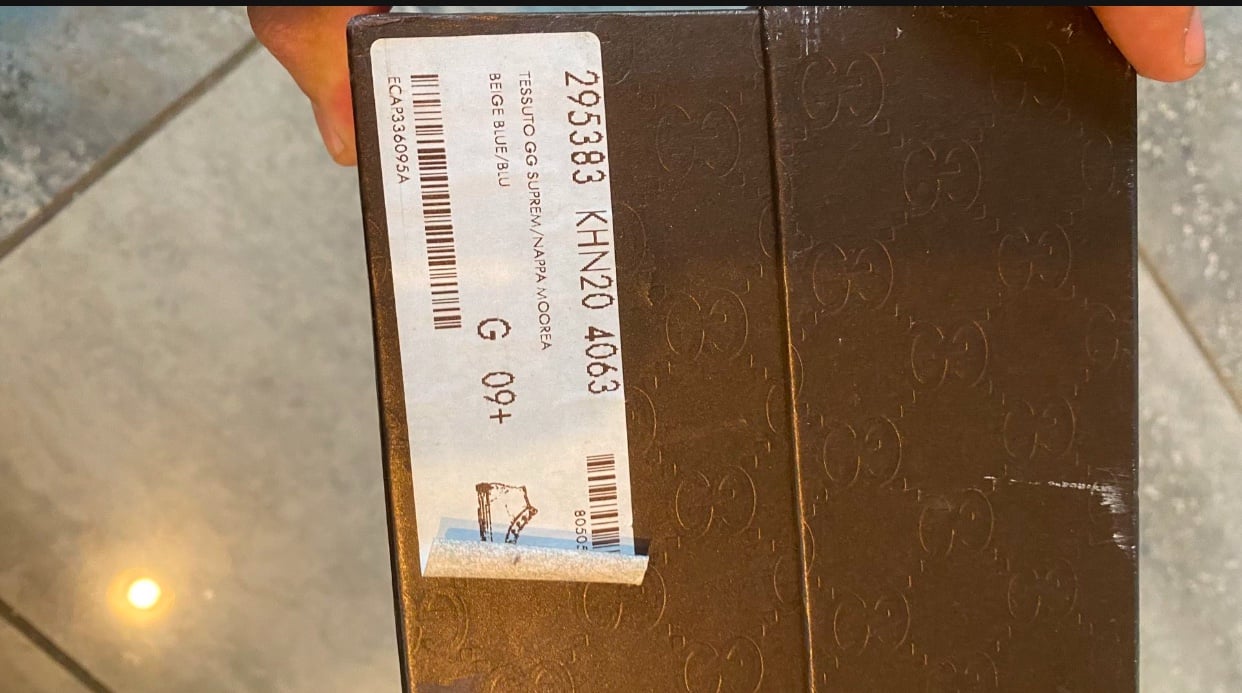 295383 KHN20 4063
TESSUTO GG SUPREM/NAPPA MOOREA
BEIGE BLUE/BLU
G 09+
ECAP336095A